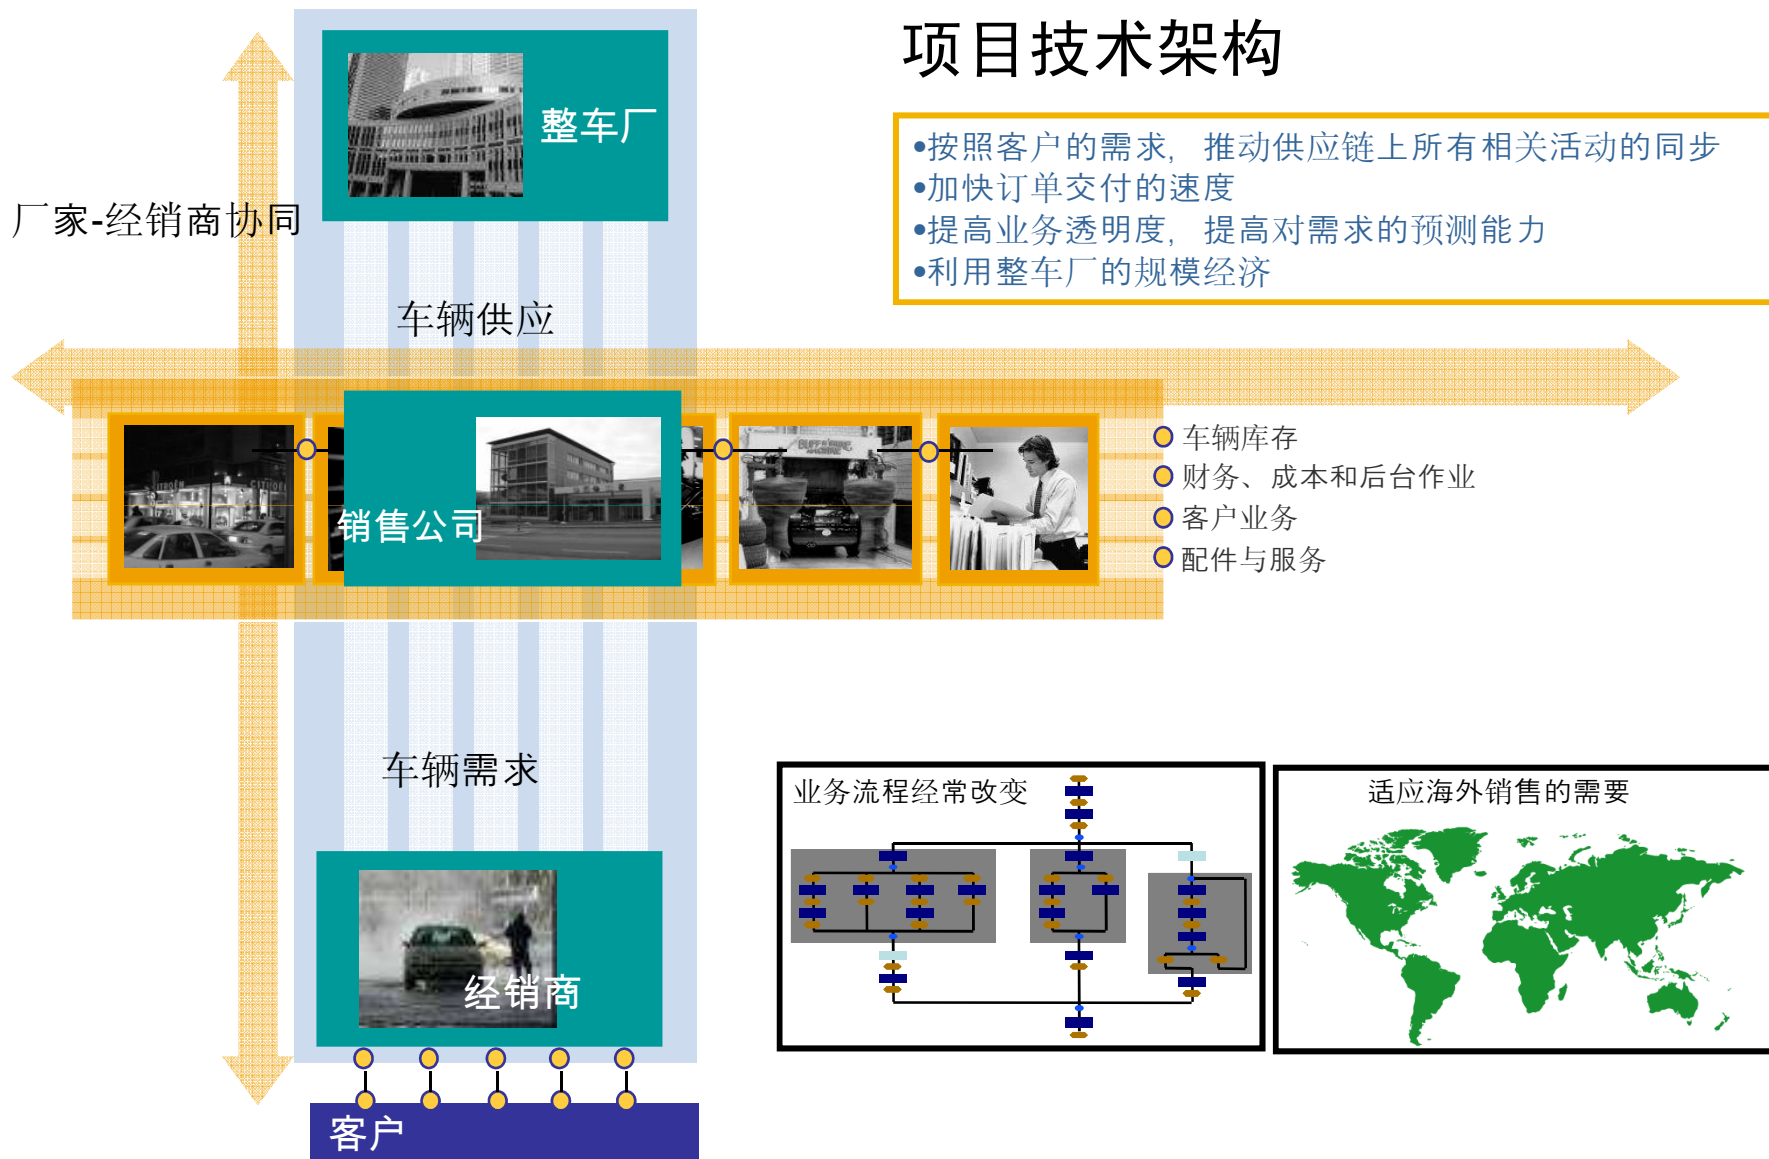 项目技术架构
整车厂
•按照客户的需求，推动供应链上所有相关活动的同步
•加快订单交付的速度
•提高业务透明度，提高对需求的预测能力
•利用整车厂的规模经济
厂家-经销商协同
车辆供应
销售公司
车辆库存
财务、成本和后台作业
客户业务
配件与服务
车辆需求
业务流程经常改变
适应海外销售的需要
经销商
客户